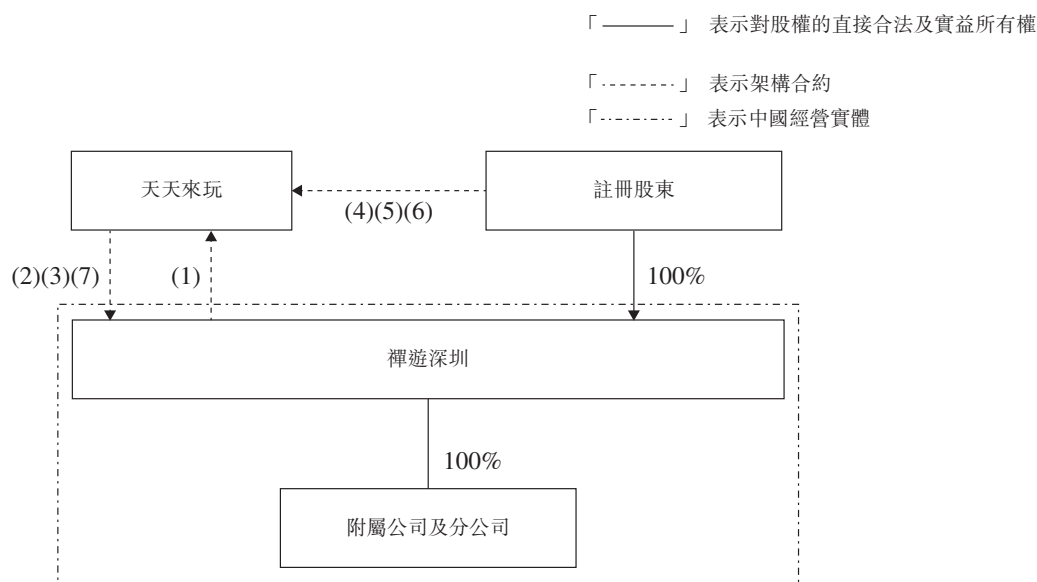 「———」 表示對股權的直接合法及實益所有權
「-------」 表示架構合約
「-·-·-·-·-」 表示中國經營實體
天天來玩
註冊股東
(4)(5)(6)
(2)(3)(7)
(1)
100%
禪遊深圳
100%
附屬公司及分公司